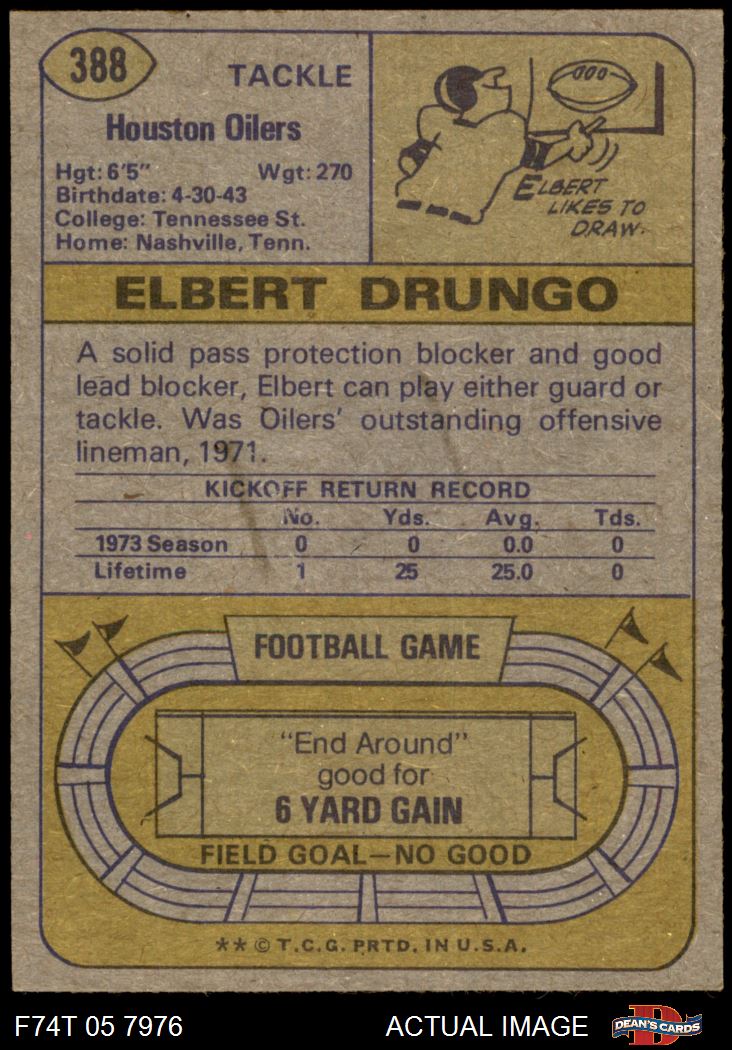 388
TACKLE
Houston Oilers
Hgt: 6'5" Wgt: 270
Birthdate: 4-30-43
College: Tennessee St.
Home: Nashville, Tenn.
ELBERT
LIKES TO
DRAW.
ELBERT DRUNGO
A solid pass protection blocker and good
lead blocker, Elbert can play either guard or
tackle. Was Oilers' outstanding offensive
lineman, 1971.
KICKOFF RETURN RECORD
No. Yds. Avg. Tds.
1973 Season 0 0 0.0 0
Lifetime 1 25 25.0 0
FOOTBALL GAME
"End Around"
good for
6 YARD GAIN
FIELD GOAL—NO GOOD
** © T.C.G. PRTD. IN U.S.A.
F74T 05 7976 ACTUAL IMAGE
DEAN'S CARDS